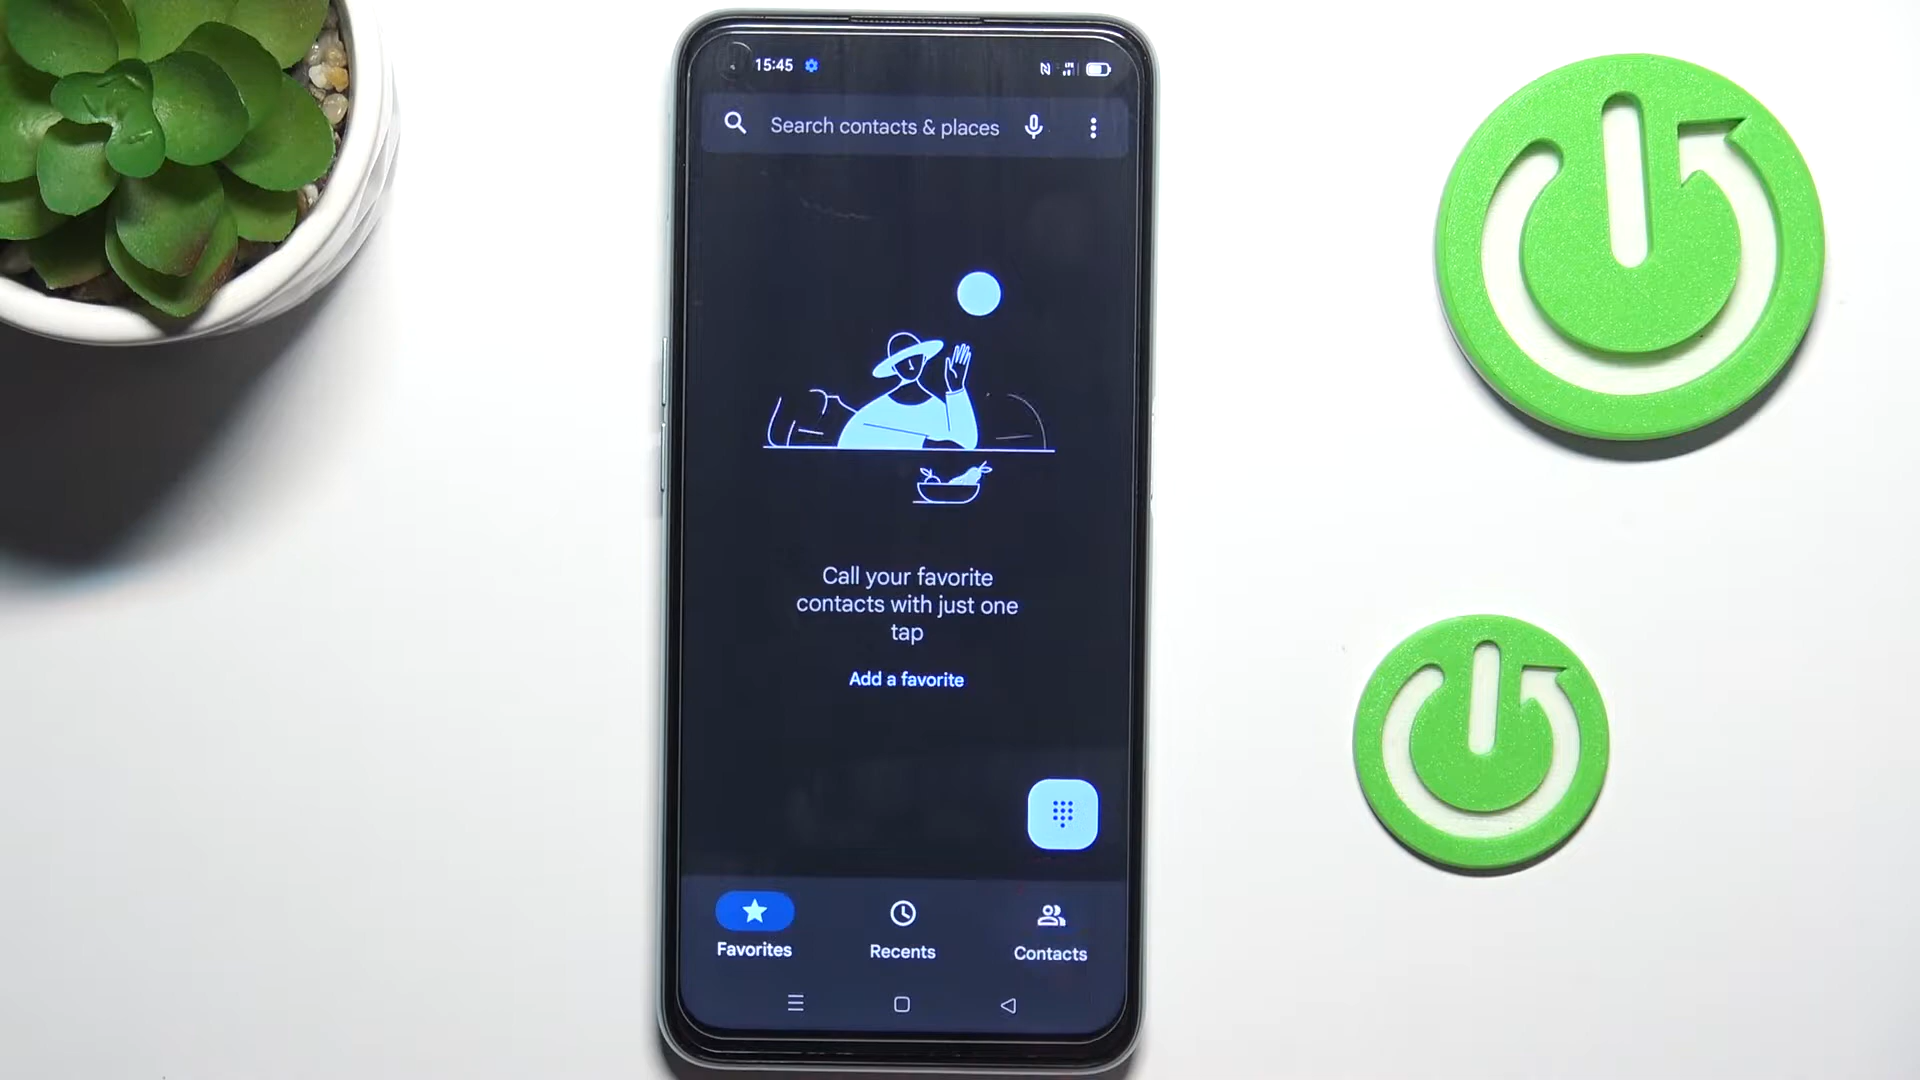 15:45
Search contacts & places
Call your favorite
contacts with just one
tap
Add a favorite
Favorites
Recents
Contacts